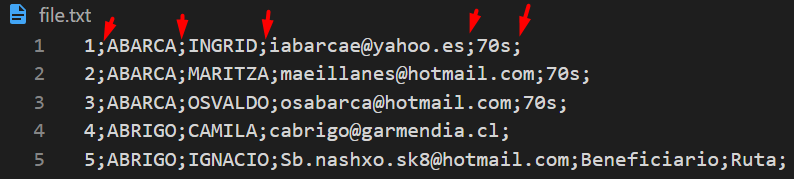 file.txt
1 1;ABARCA;INGRID;iabarcae@yahoo.es;70s;
2 2;ABARCA;MARITZA;maeillanes@hotmail.com;70s;
3 3;ABARCA;OSVALDO;osabarca@hotmail.com;70s;
4 4;ABRIGO;CAMILA;cabrigo@garmendia.cl;
5 5;ABRIGO;IGNACIO;Sb.nashxo.sk8@hotmail.com;Beneficiario;Ruta;